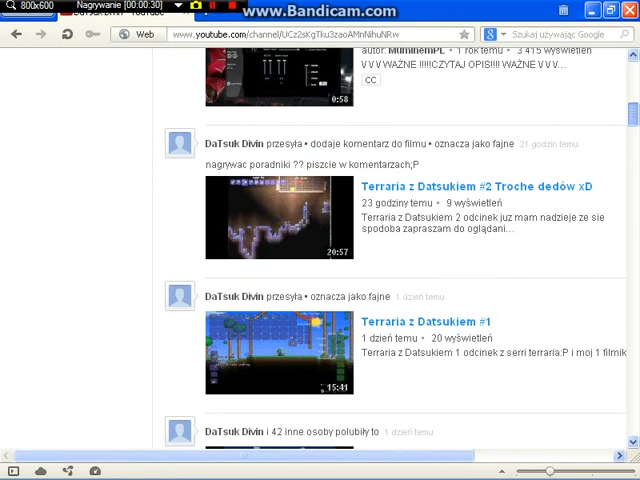 800x600
Nagrywanie [00:00:30]
www.Bandicam.com
DaTsuk Divin - YouTube
Web
www.youtube.com/channel/UCz2sKgTku3zaoAMnNihuNRw
Szukaj używając Google
autor: MuminemPL • 1 rok temu • 3 415 wyświetleń
\/ \/ \/ WAŻNE !!!!!CZYTAJ OPIS!!!! WAŻNE \/ \/ \/...
CC
0:58
DaTsuk Divin przesyła • dodaje komentarz do filmu • oznacza jako fajne 21 godzin temu
nagrywac poradniki ?? piszcie w komentarzach;P
Terraria z Datsukiem #2 Troche dedów xD
23 godziny temu • 9 wyświetleń
Terraria z Datsukiem 2 odcinek juz mam nadzieje ze sie
spodoba zapraszam do oglądani...
20:57
DaTsuk Divin przesyła • oznacza jako fajne 1 dzień temu
Terraria z Datsukiem #1
1 dzień temu • 20 wyświetleń
Terraria z Datsukiem 1 odcinek z serri terraria:P i moj 1 filmik
15:41
DaTsuk Divin i 42 inne osoby polubiły to 1 dzień temu